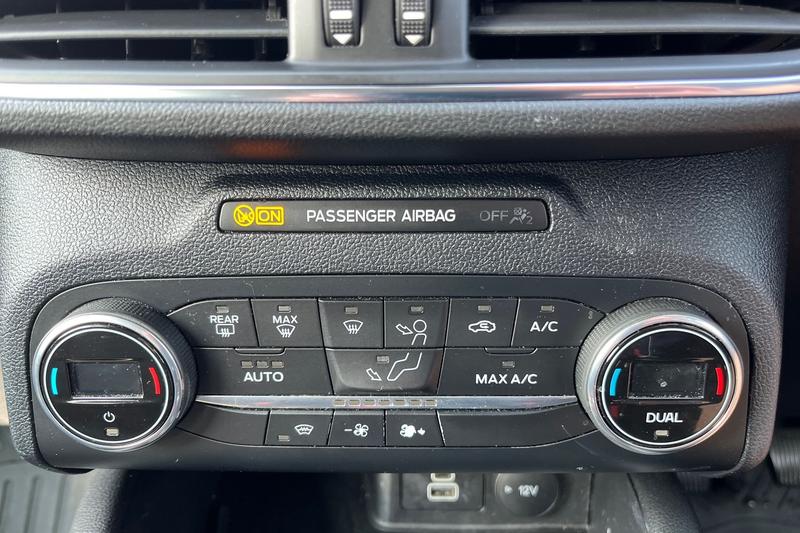 ON PASSENGER AIRBAG OFF
REAR MAX A/C
AUTO MAX A/C
DUAL
12V